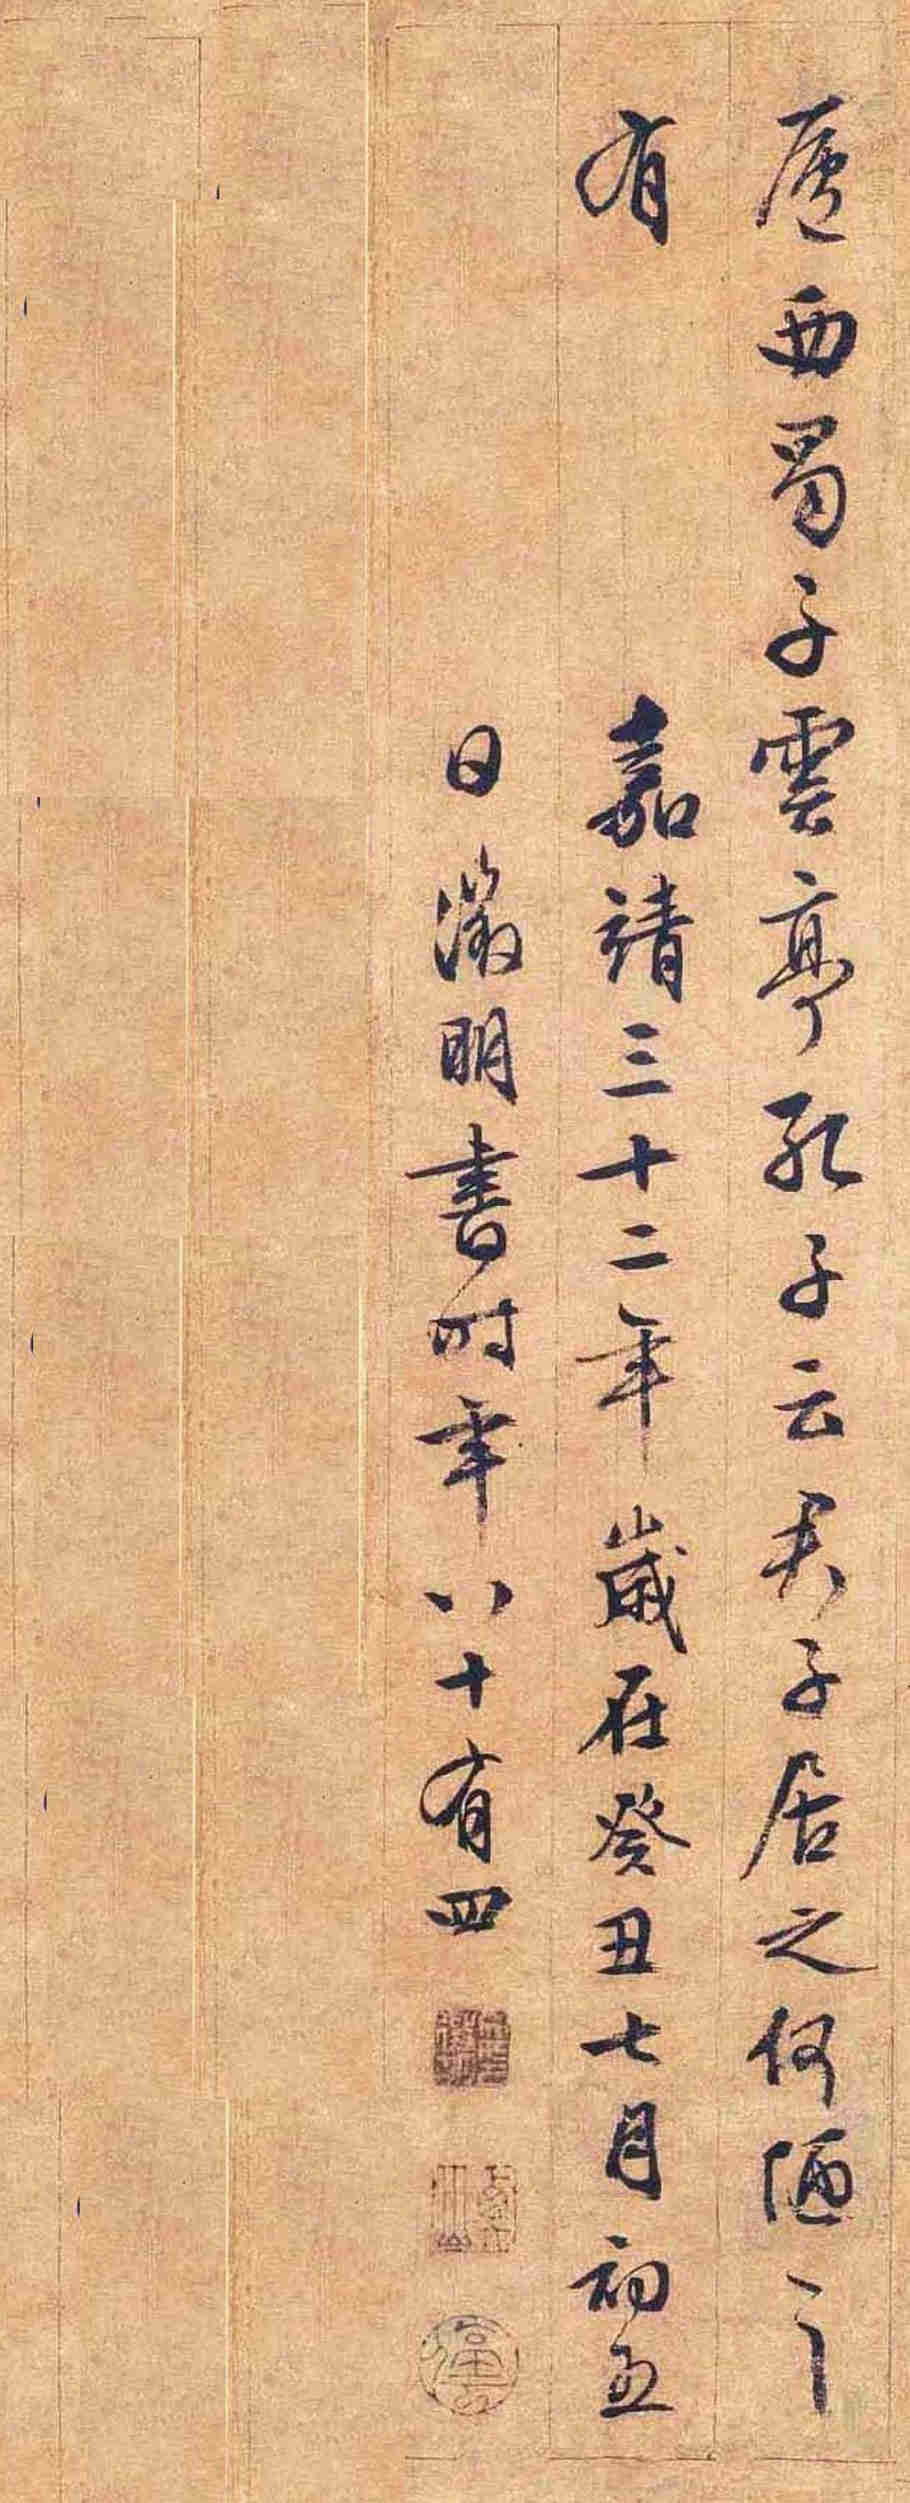 廬西蜀子雲亭孔子云君子居之何陋之
有
嘉靖三十二年歲在癸丑七月初五
日徵明書時年八十有四